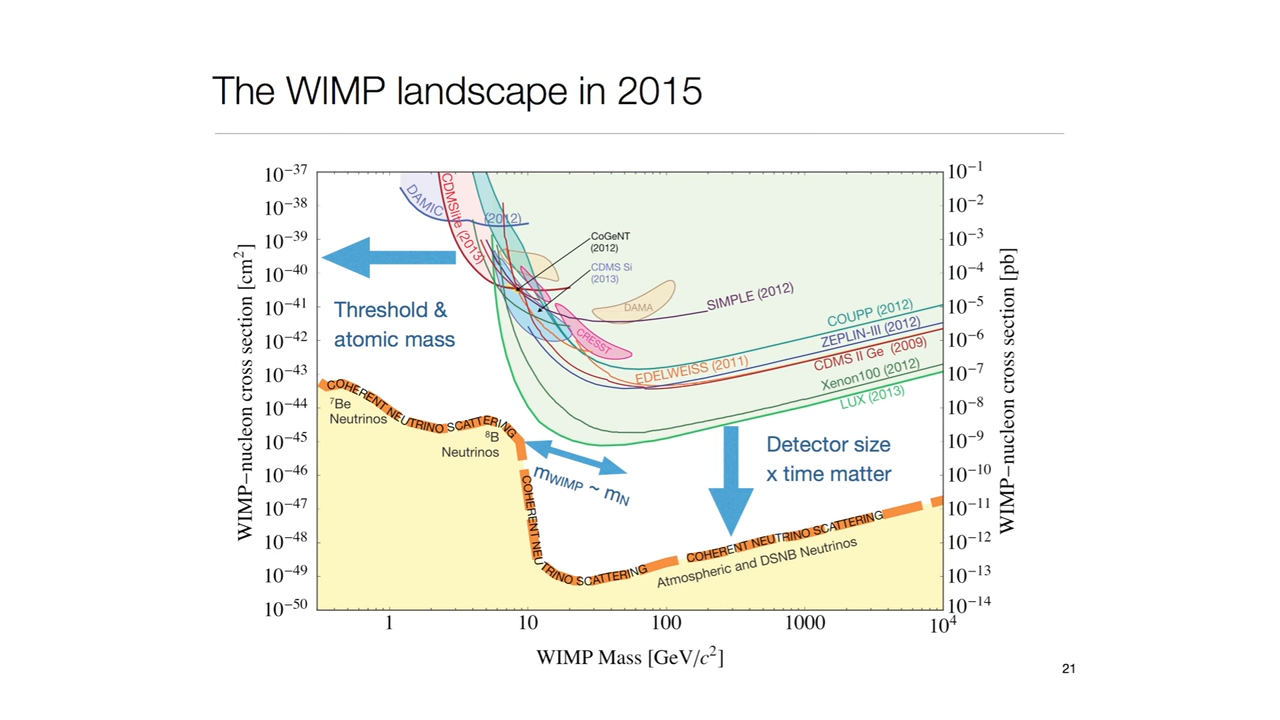 The WIMP landscape in 2015
10−37
10−38
10−39
10−40
10−41
10−42
10−43
10−44
10−45
10−46
10−47
10−48
10−49
10−50
WIMP−nucleon cross section [cm2]
10−1
10−2
10−3
10−4
10−5
10−6
10−7
10−8
10−9
10−10
10−11
10−12
10−13
10−14
WIMP−nucleon cross section [pb]
DAMIC (2012)
CDMSlite (2013)
CoGeNT
(2012)
CDMS Si
(2013)
DAMA
SIMPLE (2012)
CRESST
COUPP (2012)
ZEPLIN-III (2012)
CDMS II Ge (2009)
EDELWEISS (2011)
Xenon100 (2012)
LUX (2013)
Threshold &
atomic mass
COHERENT NEUTRINO SCATTERING
7Be
Neutrinos
8B
Neutrinos
mWIMP ~ mN
Detector size
x time matter
COHERENT NEUTRINO SCATTERING
COHERENT NEUTRINO SCATTERING
Atmospheric and DSNB Neutrinos
1
10
100
1000
104
WIMP Mass [GeV/c2]
21